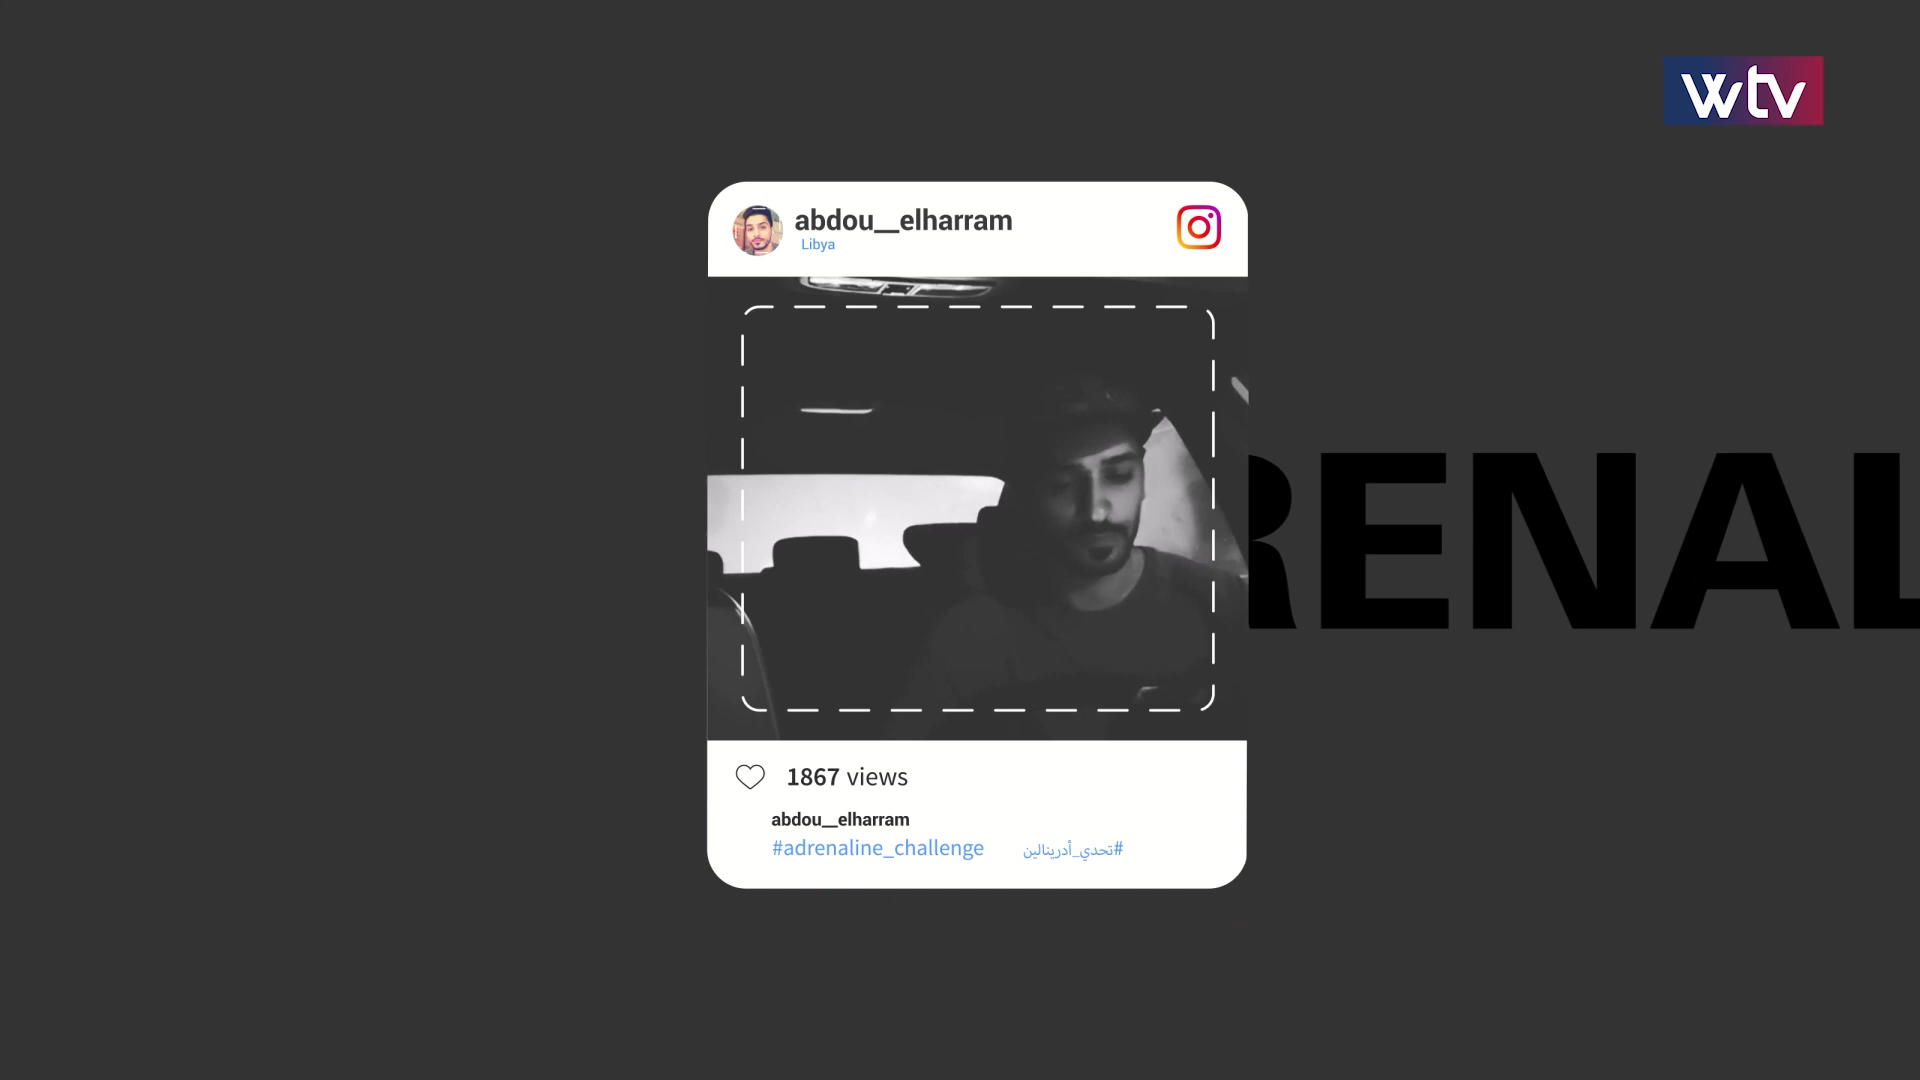 wtv
abdou__elharram
Libya
RENAL
1867 views
abdou__elharram
#adrenaline_challenge #تحدي_أدرينالين